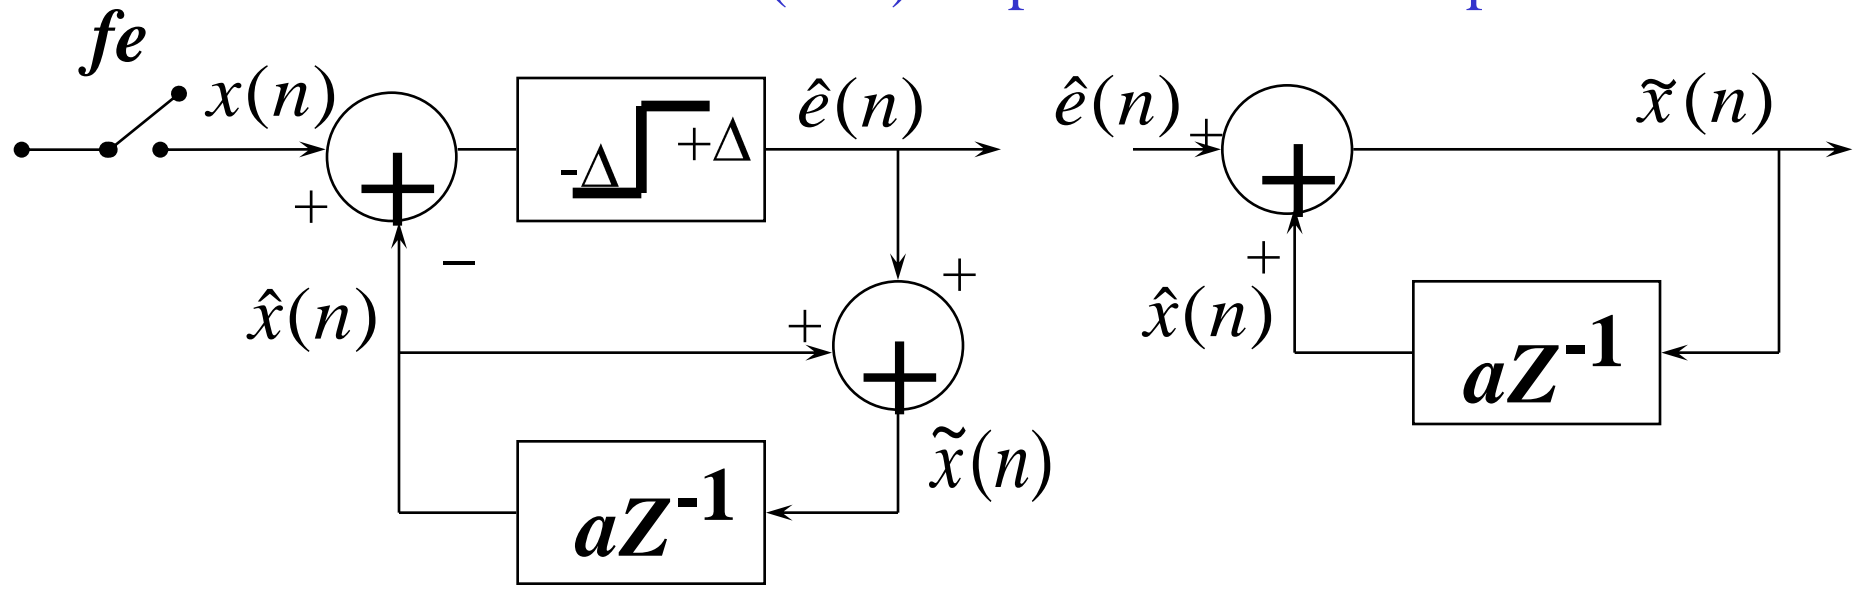 fe
x(n)
+
−
-Δ
+Δ
ê(n)
+
+
x̂(n)
x̃(n)
aZ⁻¹
ê(n)
+
x̃(n)
+
x̂(n)
aZ⁻¹